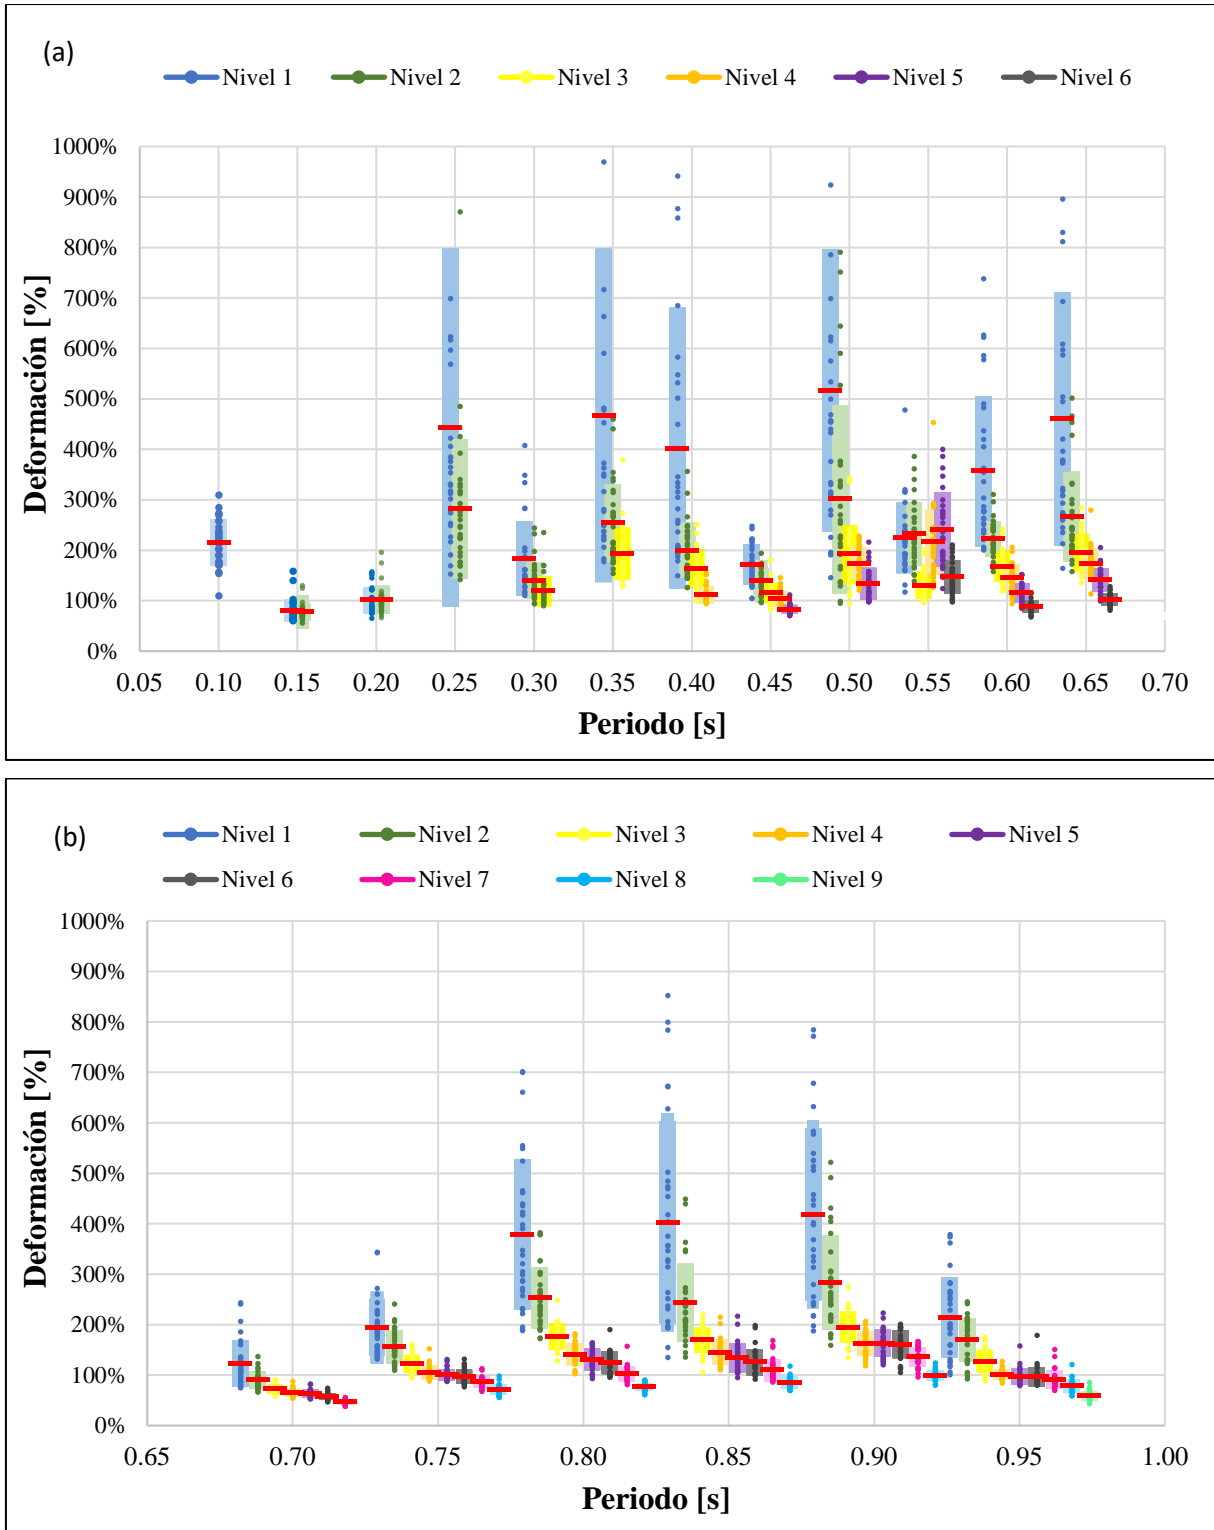 (a)
Nivel 1 Nivel 2 Nivel 3 Nivel 4 Nivel 5 Nivel 6
1000%
900%
800%
700%
600%
500%
400%
300%
200%
100%
0%
Deformación [%]
0.05 0.10 0.15 0.20 0.25 0.30 0.35 0.40 0.45 0.50 0.55 0.60 0.65 0.70
Periodo [s]
(b)
Nivel 1 Nivel 2 Nivel 3 Nivel 4 Nivel 5
Nivel 6 Nivel 7 Nivel 8 Nivel 9
1000%
900%
800%
700%
600%
500%
400%
300%
200%
100%
0%
Deformación [%]
0.65 0.70 0.75 0.80 0.85 0.90 0.95 1.00
Periodo [s]